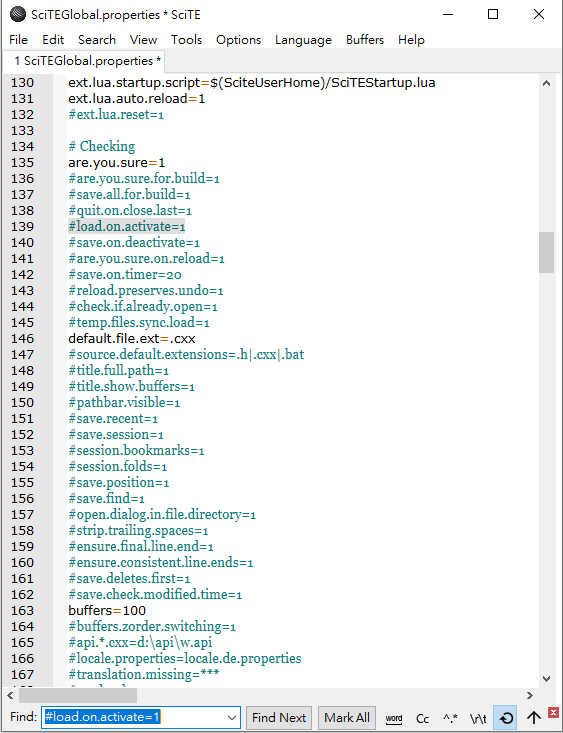 SciTEGlobal.properties * SciTE
File Edit Search View Tools Options Language Buffers Help
1 SciTEGlobal.properties *
130 ext.lua.startup.script=$(SciteUserHome)/SciTEStartup.lua
131 ext.lua.auto.reload=1
132 #ext.lua.reset=1
133
134 # Checking
135 are.you.sure=1
136 #are.you.sure.for.build=1
137 #save.all.for.build=1
138 #quit.on.close.last=1
139 #load.on.activate=1
140 #save.on.deactivate=1
141 #are.you.sure.on.reload=1
142 #save.on.timer=20
143 #reload.preserves.undo=1
144 #check.if.already.open=1
145 #temp.files.sync.load=1
146 default.file.ext=.cxx
147 #source.default.extensions=.h|.cxx|.bat
148 #title.full.path=1
149 #title.show.buffers=1
150 #pathbar.visible=1
151 #save.recent=1
152 #save.session=1
153 #session.bookmarks=1
154 #session.folds=1
155 #save.position=1
156 #save.find=1
157 #open.dialog.in.file.directory=1
158 #strip.trailing.spaces=1
159 #ensure.final.line.end=1
160 #ensure.consistent.line.ends=1
161 #save.deletes.first=1
162 #save.check.modified.time=1
163 buffers=100
164 #buffers.zorder.switching=1
165 #api.*.cxx=d:\api\w.api
166 #locale.properties=locale.de.properties
167 #translation.missing=***
Find: #load.on.activate=1 Find Next Mark All word Cc ^.* \r\t